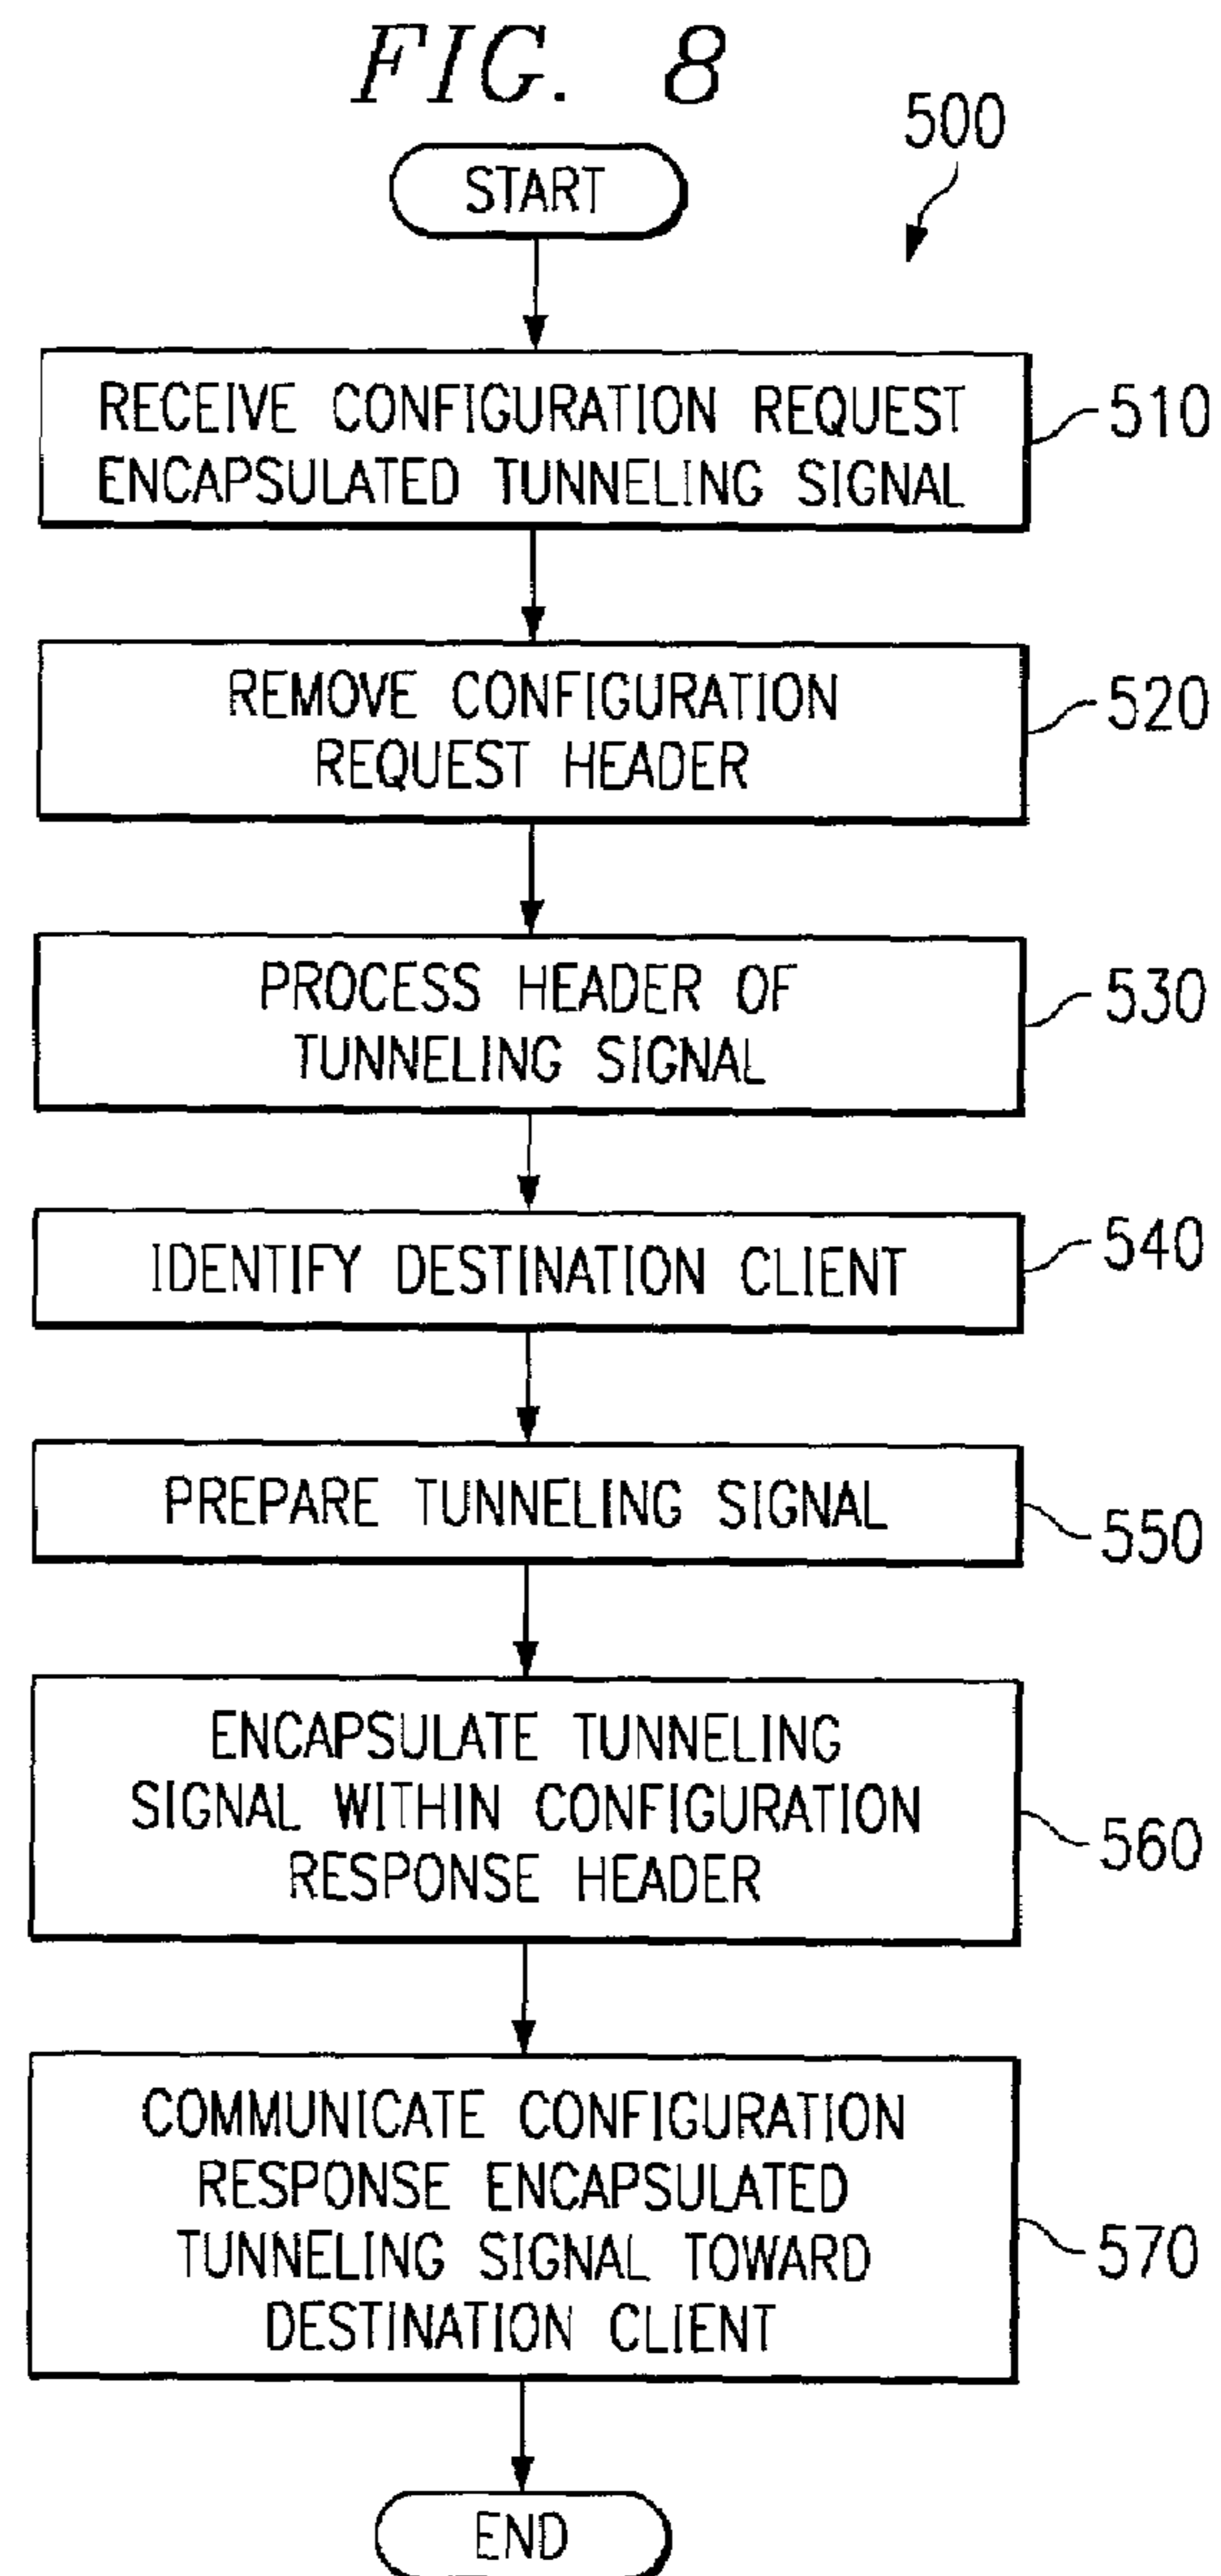 FIG. 8
500
START
RECEIVE CONFIGURATION REQUEST
ENCAPSULATED TUNNELING SIGNAL
510
REMOVE CONFIGURATION
REQUEST HEADER
520
PROCESS HEADER OF
TUNNELING SIGNAL
530
IDENTIFY DESTINATION CLIENT
540
PREPARE TUNNELING SIGNAL
550
ENCAPSULATE TUNNELING
SIGNAL WITHIN CONFIGURATION
RESPONSE HEADER
560
COMMUNICATE CONFIGURATION
RESPONSE ENCAPSULATED
TUNNELING SIGNAL TOWARD
DESTINATION CLIENT
570
END